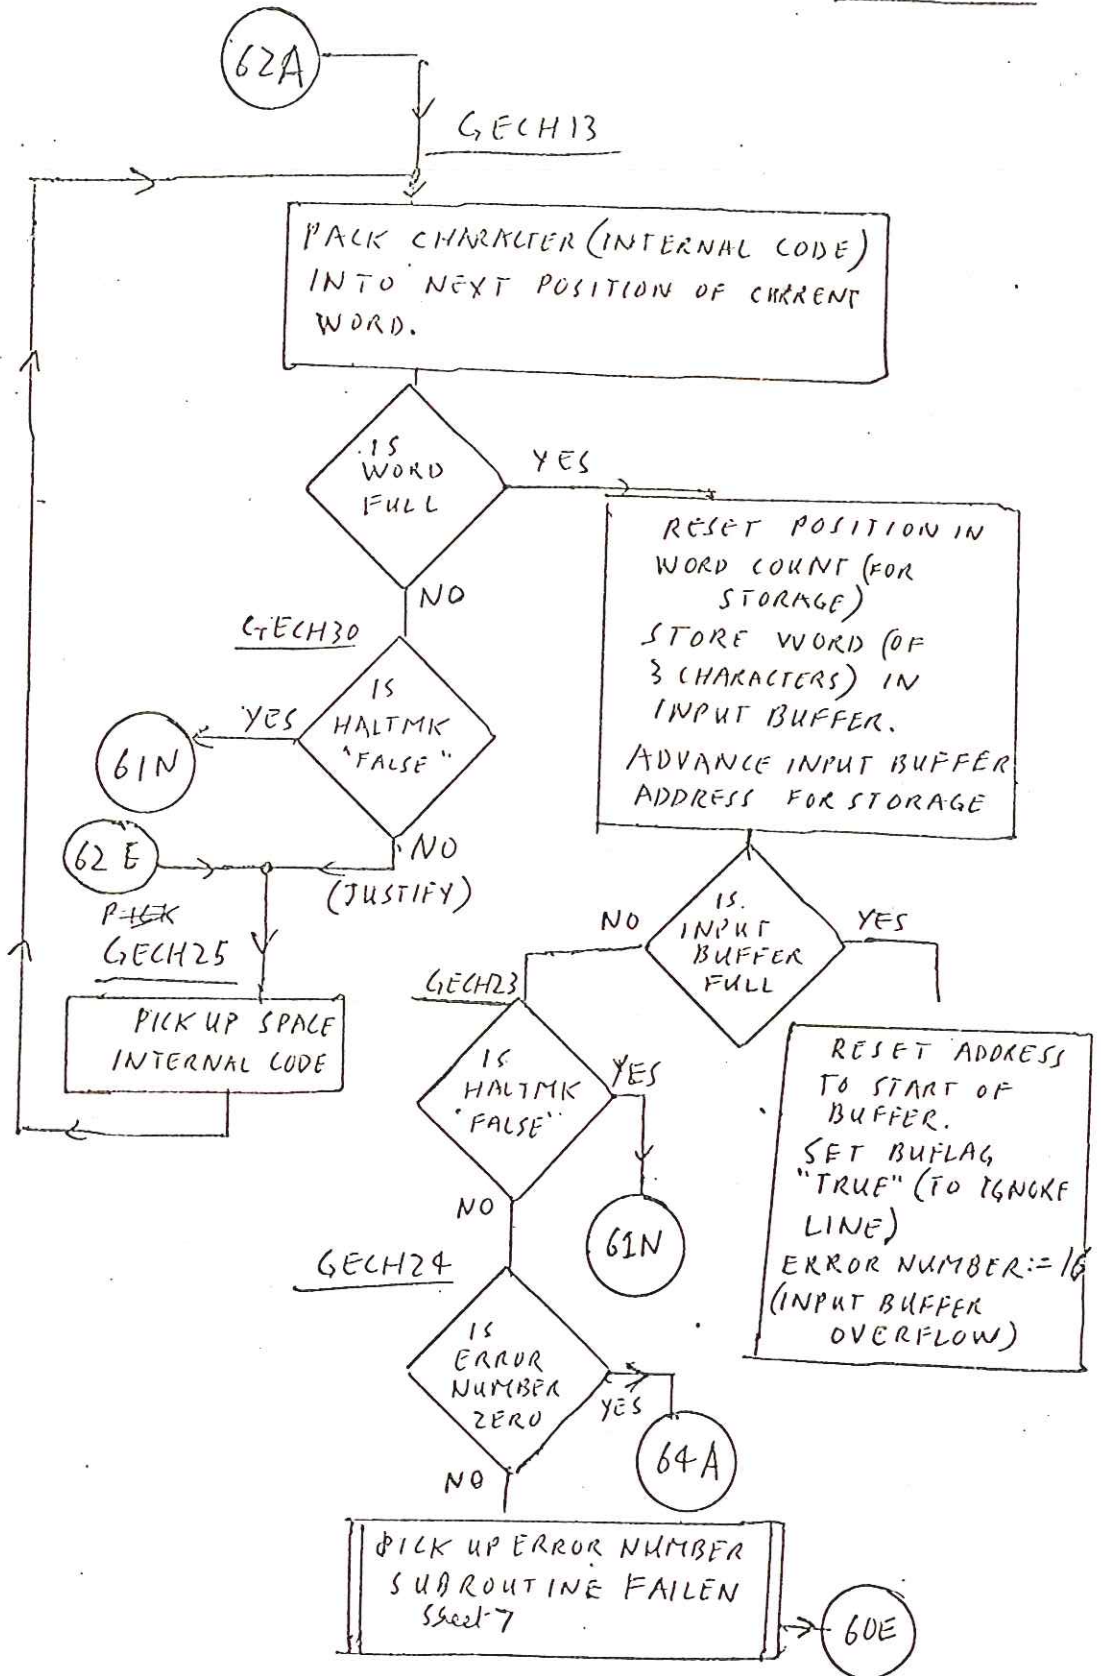 62A
GECH13
PACK CHARACTER (INTERNAL CODE)
INTO NEXT POSITION OF CURRENT
WORD.
IS
WORD
FULL
YES
NO
RESET POSITION IN
WORD COUNT (FOR
STORAGE)
STORE WORD (OF
3 CHARACTERS) IN
INPUT BUFFER.
ADVANCE INPUT BUFFER
ADDRESS FOR STORAGE
GECH30
IS
HALTMK
"FALSE"
YES
61N
NO
(JUSTIFY)
62E
GECH25
PICK UP SPACE
INTERNAL CODE
IS
INPUT
BUFFER
FULL
NO
YES
GECH23
IS
HALTMK
"FALSE"
YES
61N
NO
RESET ADDRESS
TO START OF
BUFFER.
SET BUFLAG
"TRUE" (TO IGNORE
LINE)
ERROR NUMBER:= 16
(INPUT BUFFER
OVERFLOW)
GECH24
IS
ERROR
NUMBER
ZERO
YES
64A
NO
PICK UP ERROR NUMBER
SUBROUTINE FAILEN
Sheet 7
60E